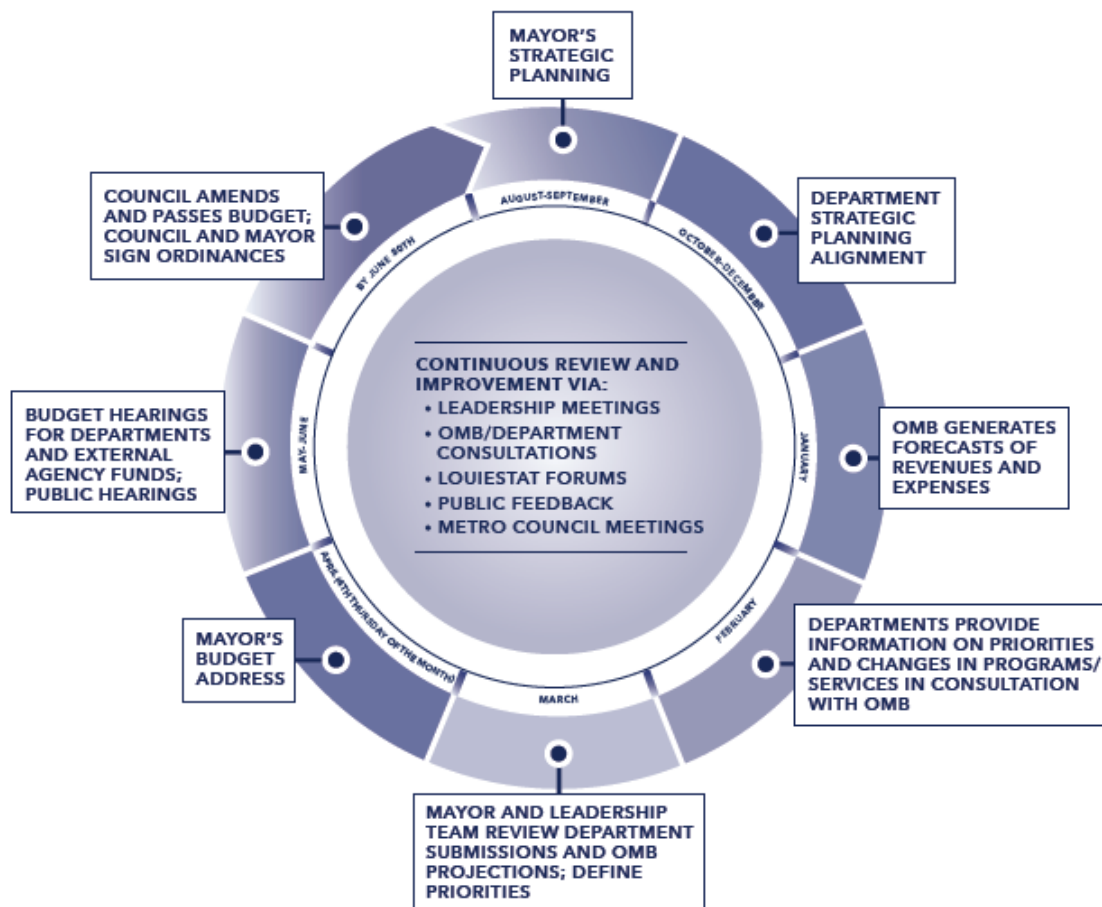 MAYOR'S
STRATEGIC
PLANNING
AUGUST-SEPTEMBER
DEPARTMENT
STRATEGIC
PLANNING
ALIGNMENT
OCTOBER-DECEMBER
OMB GENERATES
FORECASTS OF
REVENUES AND
EXPENSES
JANUARY
DEPARTMENTS PROVIDE
INFORMATION ON PRIORITIES
AND CHANGES IN PROGRAMS/
SERVICES IN CONSULTATION
WITH OMB
FEBRUARY
MAYOR AND LEADERSHIP
TEAM REVIEW DEPARTMENT
SUBMISSIONS AND OMB
PROJECTIONS; DEFINE
PRIORITIES
MARCH
MAYOR'S
BUDGET
ADDRESS
APRIL (4TH THURSDAY OF THE MONTH)
BUDGET HEARINGS
FOR DEPARTMENTS
AND EXTERNAL
AGENCY FUNDS;
PUBLIC HEARINGS
MAY-JUNE
COUNCIL AMENDS
AND PASSES BUDGET;
COUNCIL AND MAYOR
SIGN ORDINANCES
BY JUNE 30TH
CONTINUOUS REVIEW AND
IMPROVEMENT VIA:
• LEADERSHIP MEETINGS
• OMB/DEPARTMENT
CONSULTATIONS
• LOUIESTAT FORUMS
• PUBLIC FEEDBACK
• METRO COUNCIL MEETINGS